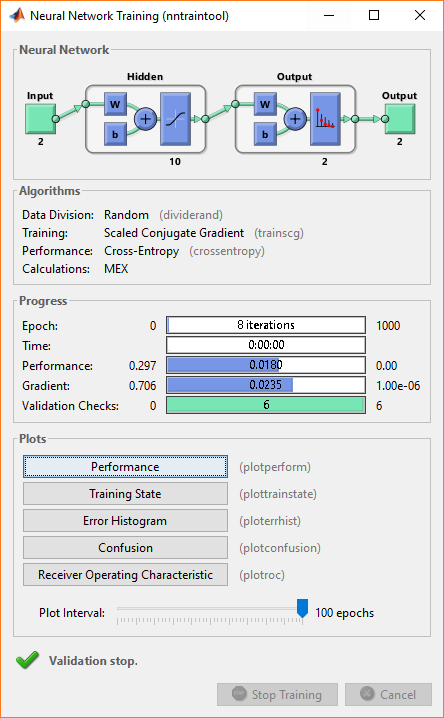 Neural Network Training (nntraintool)
Neural Network
Hidden
Output
Input
Output
W
b
+
W
b
+
2
10
2
2
Algorithms
Data Division: Random (dividerand)
Training: Scaled Conjugate Gradient (trainscg)
Performance: Cross-Entropy (crossentropy)
Calculations: MEX
Progress
Epoch: 0 8 iterations 1000
Time: 0:00:00
Performance: 0.297 0.0180 0.00
Gradient: 0.706 0.0235 1.00e-06
Validation Checks: 0 6 6
Plots
Performance (plotperform)
Training State (plottrainstate)
Error Histogram (ploterrhist)
Confusion (plotconfusion)
Receiver Operating Characteristic (plotroc)
Plot Interval: 100 epochs
Validation stop.
Stop Training Cancel